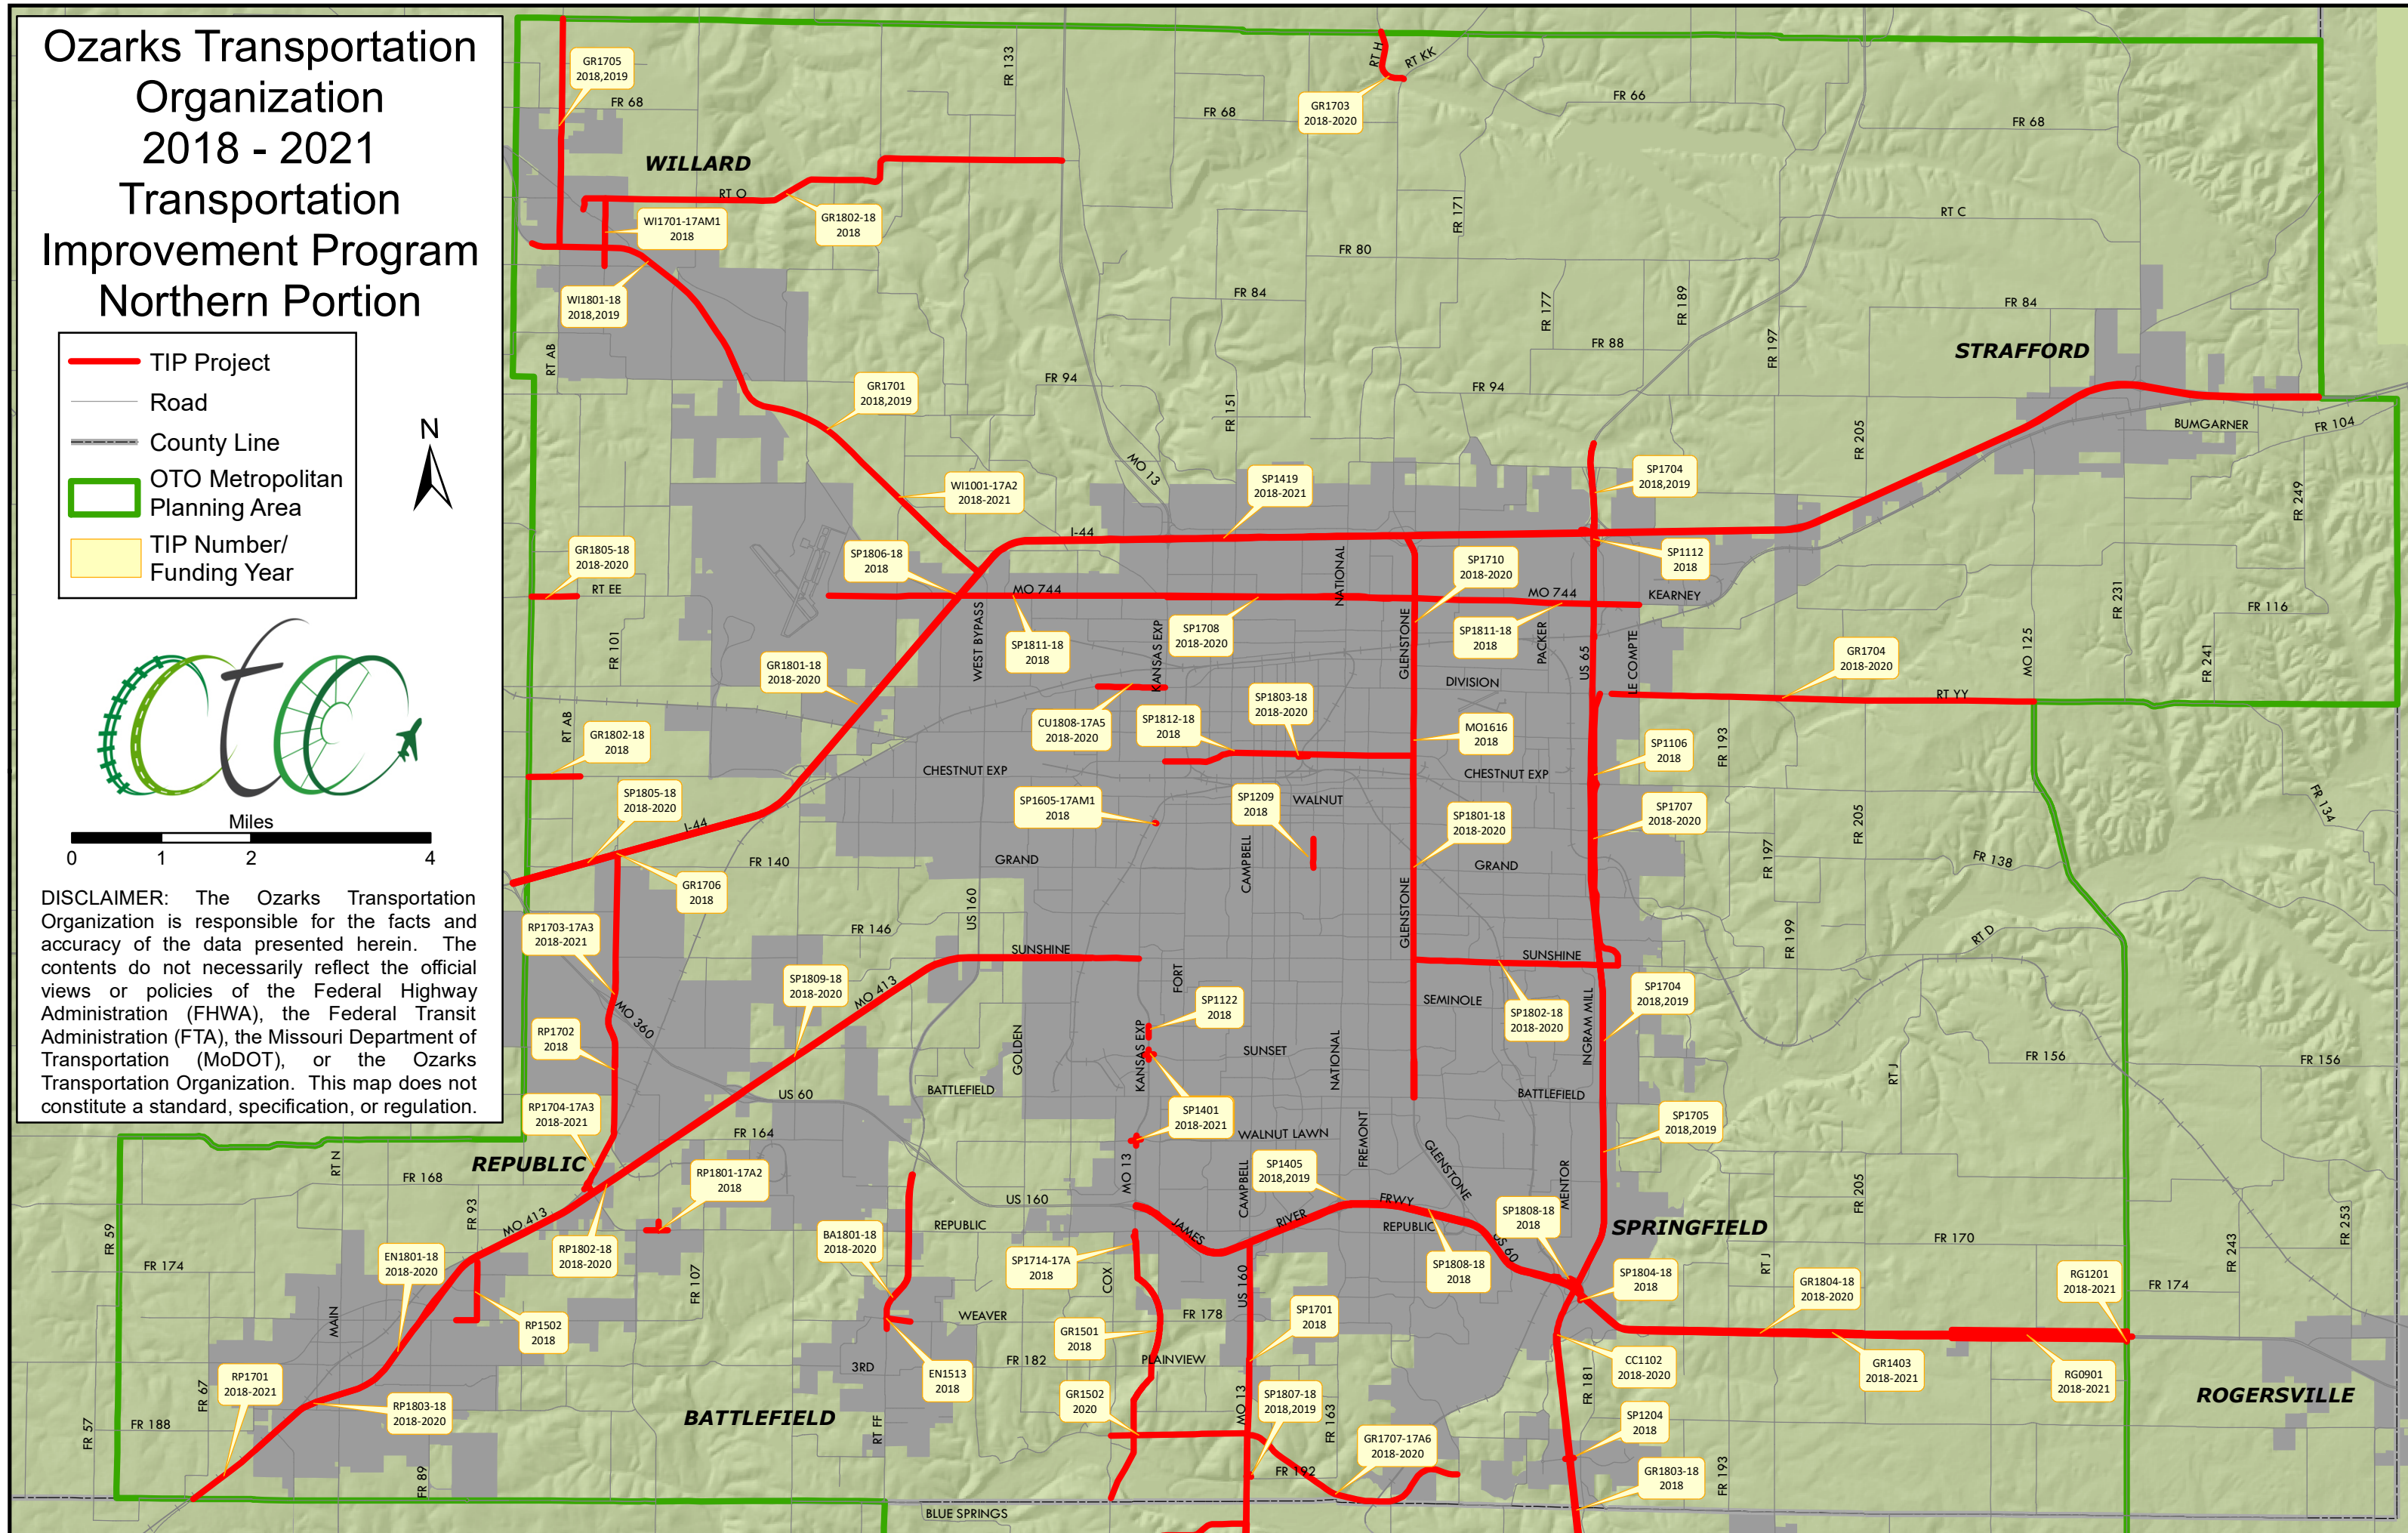 Ozarks Transportation
Organization
2018 - 2021
Transportation
Improvement Program
Northern Portion
TIP Project
Road
County Line
OTO Metropolitan
Planning Area
TIP Number/
Funding Year
N
OTO
Miles
0 1 2 4
DISCLAIMER: The Ozarks Transportation
Organization is responsible for the facts and
accuracy of the data presented herein. The
contents do not necessarily reflect the official
views or policies of the Federal Highway
Administration (FHWA), the Federal Transit
Administration (FTA), the Missouri Department of
Transportation (MoDOT), or the Ozarks
Transportation Organization. This map does not
constitute a standard, specification, or regulation.
GR1705
2018,2019
FR 68
FR 133
WILLARD
RT O
WI1701-17AM1
2018
GR1802-18
2018
WI1801-18
2018,2019
RT AB
RT H
RT KK
GR1703
2018-2020
FR 68
FR 66
FR 68
FR 171
RT C
FR 80
FR 84
FR 177
FR 189
FR 84
FR 88
FR 197
STRAFFORD
FR 94
FR 94
FR 151
GR1701
2018,2019
MO 13
FR 205
BUMGARNER
FR 104
FR 249
WI1001-17A2
2018-2021
SP1419
2018-2021
SP1704
2018,2019
I-44
GR1805-18
2018-2020
RT EE
FR 101
SP1806-18
2018
MO 744
WEST BYPASS
SP1811-18
2018
KANSAS EXP
SP1708
2018-2020
NATIONAL
SP1710
2018-2020
GLENSTONE
MO 744
SP1811-18
2018
PACKER
SP1112
2018
KEARNEY
US 65
LE COMPTE
FR 231
FR 116
MO 125
FR 241
GR1704
2018-2020
RT YY
GR1801-18
2018-2020
DIVISION
CU1808-17A5
2018-2020
SP1812-18
2018
SP1803-18
2018-2020
MO1616
2018
SP1106
2018
FR 193
RT AB
GR1802-18
2018
CHESTNUT EXP
CHESTNUT EXP
SP1805-18
2018-2020
I-44
SP1605-17AM1
2018
SP1209
2018
WALNUT
SP1801-18
2018-2020
SP1707
2018-2020
FR 134
FR 205
FR 197
FR 138
FR 140
GRAND
CAMPBELL
GRAND
GR1706
2018
US 160
GLENSTONE
RP1703-17A3
2018-2021
FR 146
SUNSHINE
SUNSHINE
FR 199
RT D
SP1809-18
2018-2020
MO 413
FORT
SEMINOLE
SP1122
2018
SP1802-18
2018-2020
INGRAM MILL
SP1704
2018,2019
RP1702
2018
MO 360
GOLDEN
KANSAS EXP
SUNSET
NATIONAL
FR 156
FR 156
RT J
US 60
BATTLEFIELD
BATTLEFIELD
RP1704-17A3
2018-2021
FR 164
SP1401
2018-2021
WALNUT LAWN
FREMONT
GLENSTONE
SP1705
2018,2019
REPUBLIC
RT N
FR 168
RP1801-17A2
2018
MO 13
CAMPBELL
SP1405
2018,2019
MENTOR
FR 205
US 160
FRWY
SP1808-18
2018
SPRINGFIELD
FR 59
FR 93
MO 413
REPUBLIC
JAMES
RIVER
REPUBLIC
US 60
FR 253
FR 174
EN1801-18
2018-2020
RP1802-18
2018-2020
FR 107
BA1801-18
2018-2020
SP1714-17A
2018
COX
US 160
SP1808-18
2018
SP1804-18
2018
RT J
FR 170
GR1804-18
2018-2020
FR 243
RG1201
2018-2021
FR 174
MAIN
RP1502
2018
WEAVER
FR 178
SP1701
2018
GR1501
2018
3RD
FR 182
PLAINVIEW
EN1513
2018
CC1102
2018-2020
FR 181
GR1403
2018-2021
RG0901
2018-2021
ROGERSVILLE
RP1701
2018-2021
FR 67
RP1803-18
2018-2020
FR 57
FR 188
BATTLEFIELD
RT FF
GR1502
2020
MO 13
SP1807-18
2018,2019
FR 163
GR1707-17A6
2018-2020
SP1204
2018
FR 89
FR 192
GR1803-18
2018
FR 193
BLUE SPRINGS